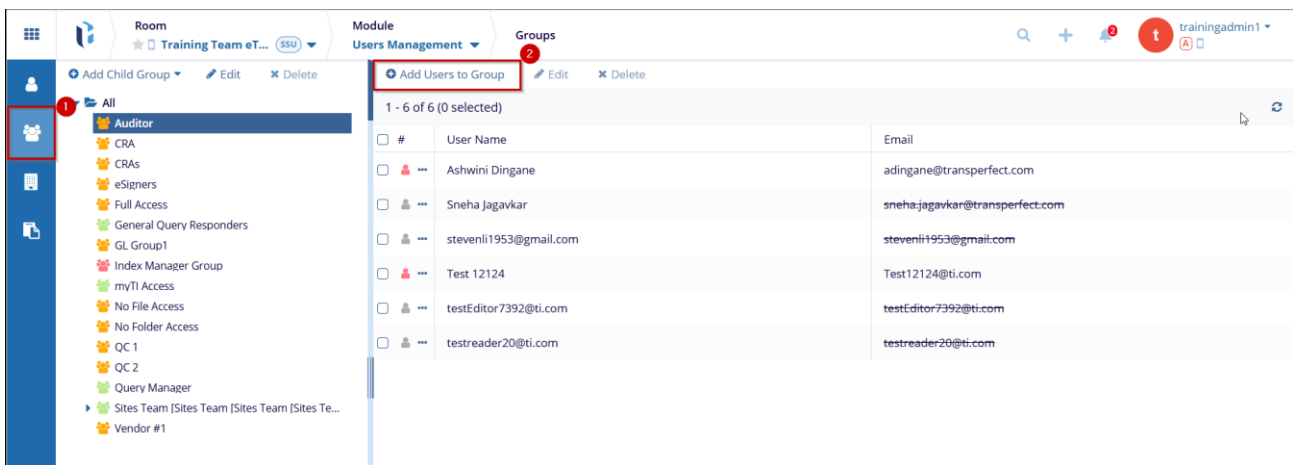 Room
Training Team eT... SSU
Module
Users Management
Groups
2
trainingadmin1
t
A
2
Add Child Group
Edit
Delete
Add Users to Group
Edit
Delete
1
All
Auditor
CRA
CRAs
eSigners
Full Access
General Query Responders
GL Group1
Index Manager Group
myTI Access
No File Access
No Folder Access
QC 1
QC 2
Query Manager
Sites Team [Sites Team [Sites Team [Sites Te...
Vendor #1
1 - 6 of 6 (0 selected)
# User Name Email
Ashwini Dingane adingane@transperfect.com
Sneha Jagavkar sneha.jagavkar@transperfect.com
stevenli1953@gmail.com stevenli1953@gmail.com
Test 12124 Test12124@ti.com
testEditor7392@ti.com testEditor7392@ti.com
testreader20@ti.com testreader20@ti.com